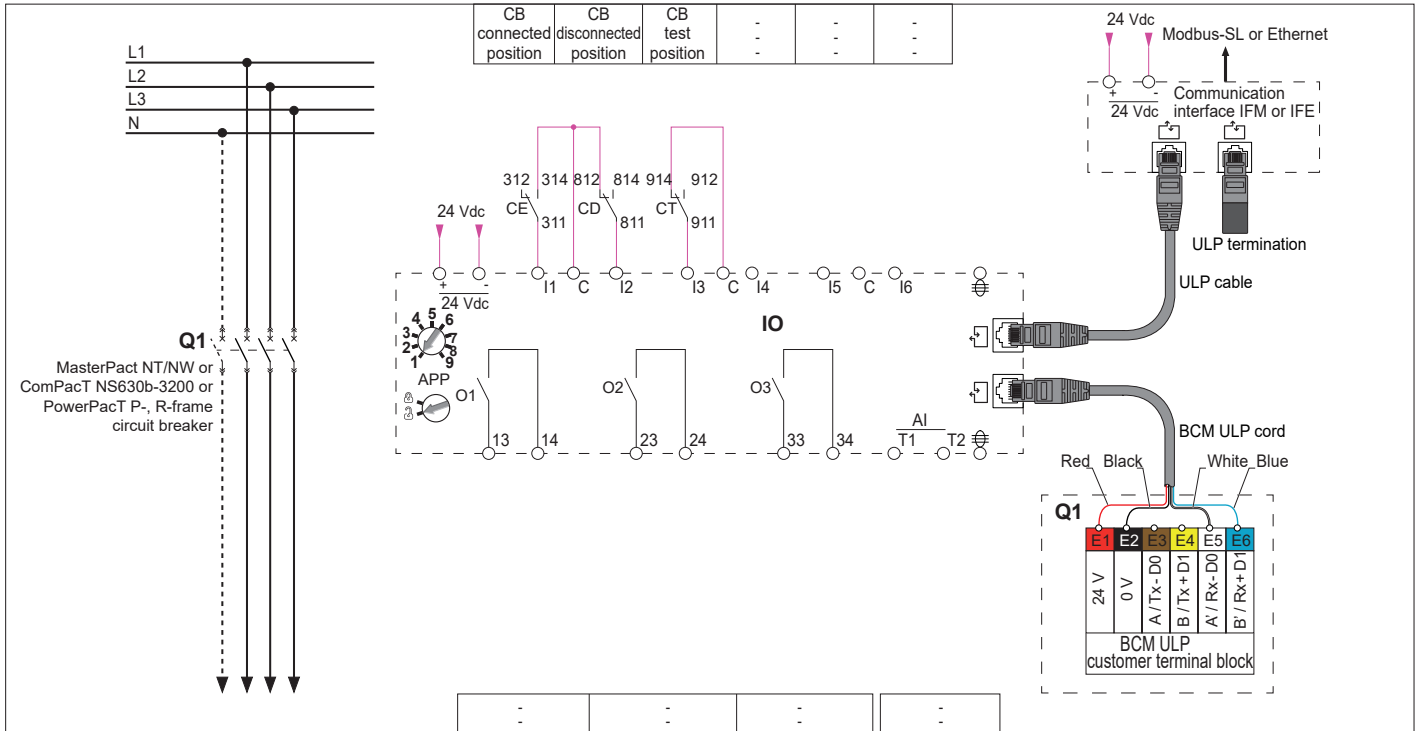 CB connected position
CB disconnected position
CB test position
- - -
- - -
- - -
L1
L2
L3
N
24 Vdc
Modbus-SL or Ethernet
+ -
24 Vdc
Communication interface IFM or IFE
312 314 812 814 914 912
CE CD CT
311 811 911
24 Vdc
ULP termination
ULP cable
+ -
24 Vdc
I1 C I2 I3 C I4 I5 C I6
IO
1 2 3 4 5 6 7 8 9
APP
Q1
MasterPact NT/NW or
ComPacT NS630b-3200 or
PowerPacT P-, R-frame
circuit breaker
O1 O2 O3
13 14 23 24 33 34
AI
T1 T2
BCM ULP cord
Red Black White Blue
Q1
E1 E2 E3 E4 E5 E6
24 V
0 V
A / Tx - D0
B / Tx + D1
A' / Rx- D0
B' / Rx+ D1
BCM ULP
customer terminal block
- -
- -
- -
- -